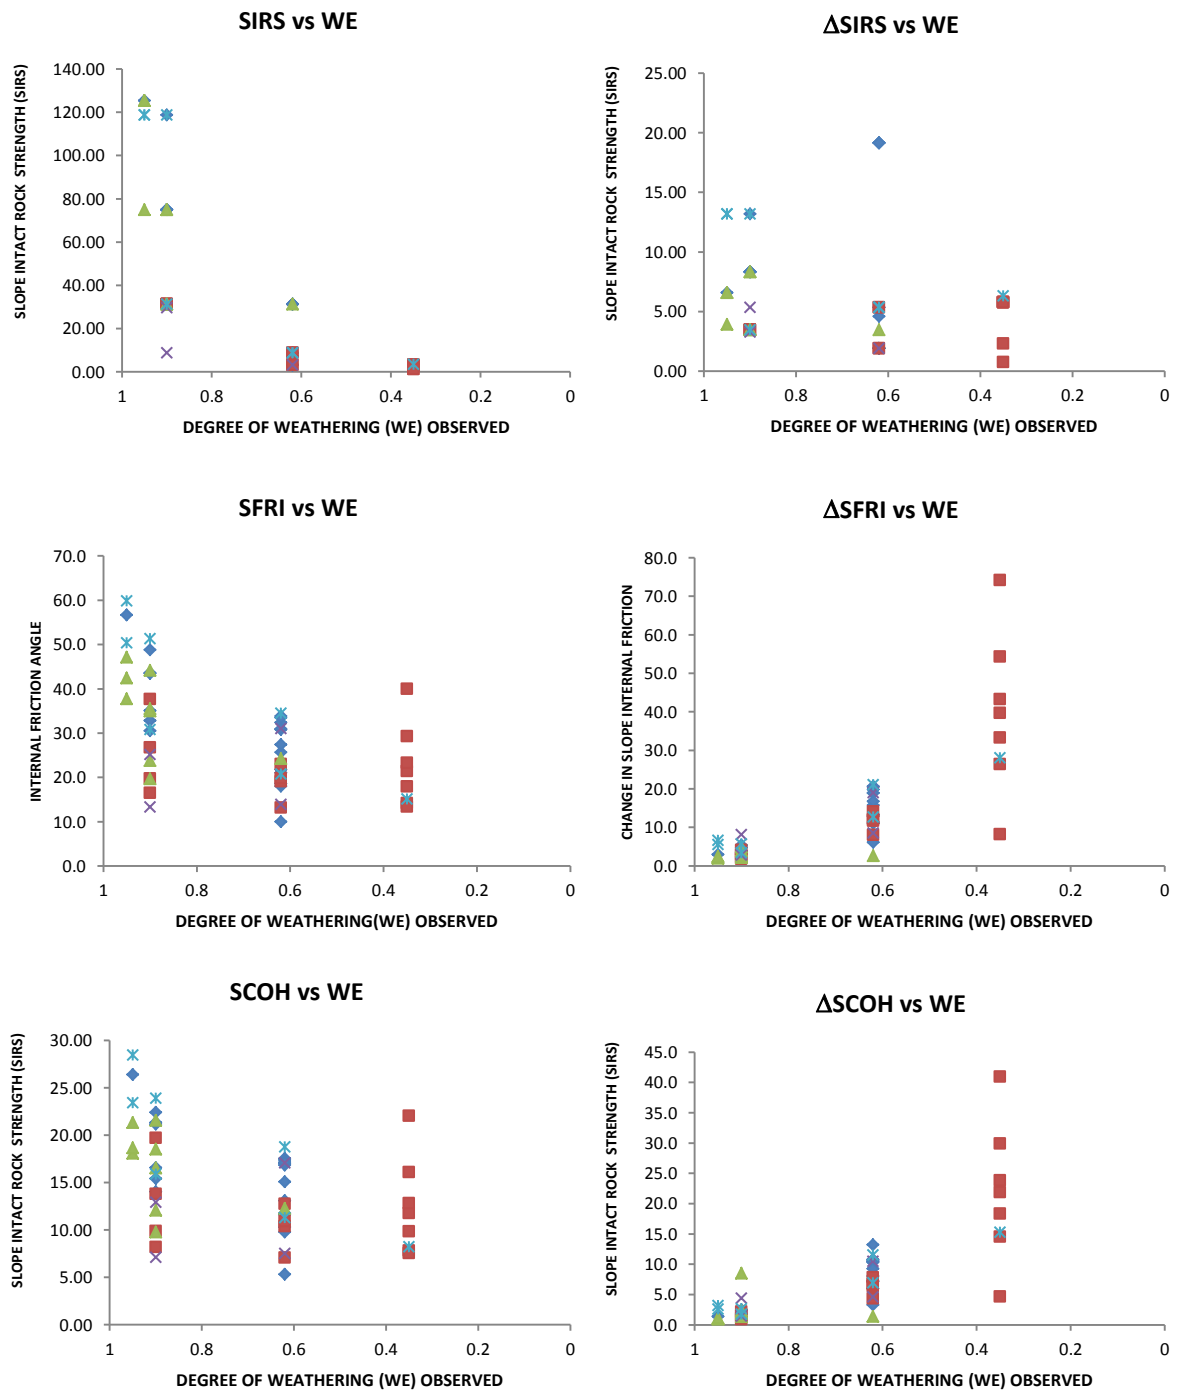 SIRS vs WE
SLOPE INTACT ROCK STRENGTH (SIRS)
140.00
120.00
100.00
80.00
60.00
40.00
20.00
0.00
1 0.8 0.6 0.4 0.2 0
DEGREE OF WEATHERING (WE) OBSERVED
ΔSIRS vs WE
SLOPE INTACT ROCK STRENGTH (SIRS)
25.00
20.00
15.00
10.00
5.00
0.00
1 0.8 0.6 0.4 0.2 0
DEGREE OF WEATHERING (WE) OBSERVED
SFRI vs WE
INTERNAL FRICTION ANGLE
70.0
60.0
50.0
40.0
30.0
20.0
10.0
0.0
1 0.8 0.6 0.4 0.2 0
DEGREE OF WEATHERING(WE) OBSERVED
ΔSFRI vs WE
CHANGE IN SLOPE INTERNAL FRICTION
80.0
70.0
60.0
50.0
40.0
30.0
20.0
10.0
0.0
1 0.8 0.6 0.4 0.2 0
DEGREE OF WEATHERING (WE) OBSERVED
SCOH vs WE
SLOPE INTACT ROCK STRENGTH (SIRS)
30.00
25.00
20.00
15.00
10.00
5.00
0.00
1 0.8 0.6 0.4 0.2 0
DEGREE OF WEATHERING (WE) OBSERVED
ΔSCOH vs WE
SLOPE INTACT ROCK STRENGTH (SIRS)
45.0
40.0
35.0
30.0
25.0
20.0
15.0
10.0
5.0
0.0
1 0.8 0.6 0.4 0.2 0
DEGREE OF WEATHERING (WE) OBSERVED